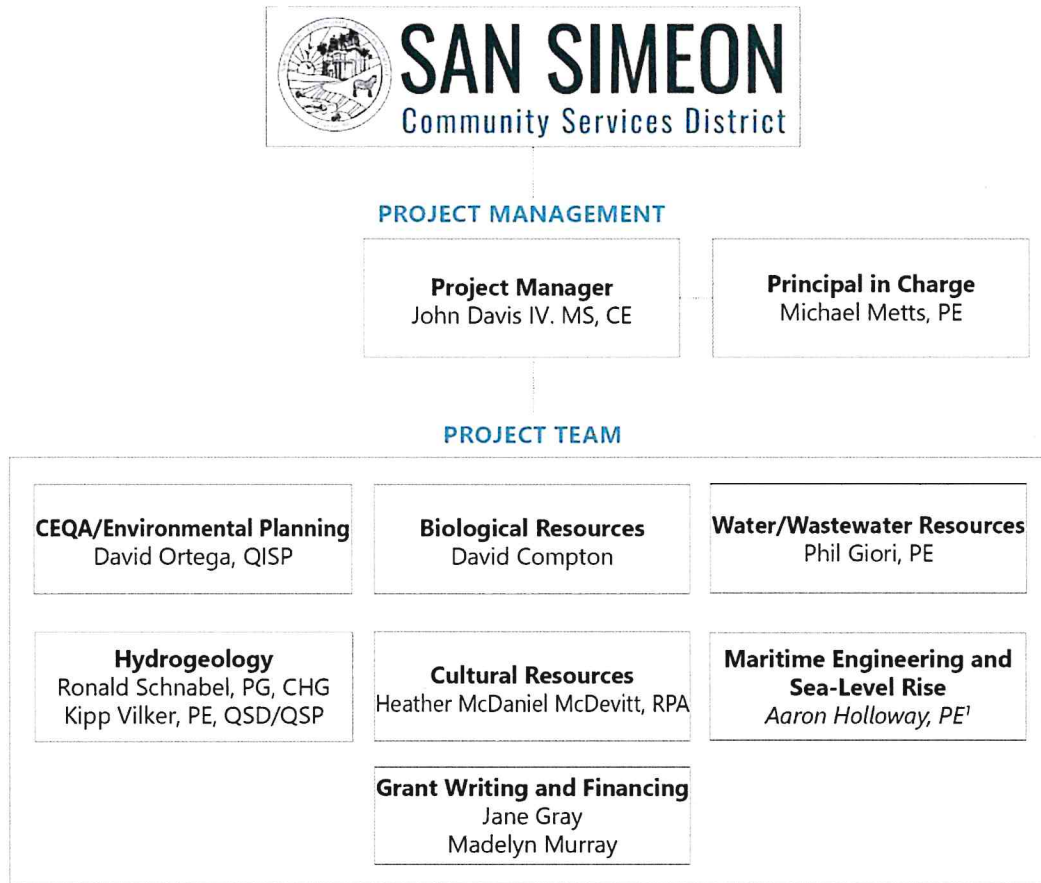 SAN SIMEON
Community Services District
PROJECT MANAGEMENT
Project Manager
John Davis IV. MS, CE
Principal in Charge
Michael Metts, PE
PROJECT TEAM
CEQA/Environmental Planning
David Ortega, QISP
Biological Resources
David Compton
Water/Wastewater Resources
Phil Giori, PE
Hydrogeology
Ronald Schnabel, PG, CHG
Kipp Vilker, PE, QSD/QSP
Cultural Resources
Heather McDaniel McDevitt, RPA
Maritime Engineering and
Sea-Level Rise
Aaron Holloway, PE¹
Grant Writing and Financing
Jane Gray
Madelyn Murray